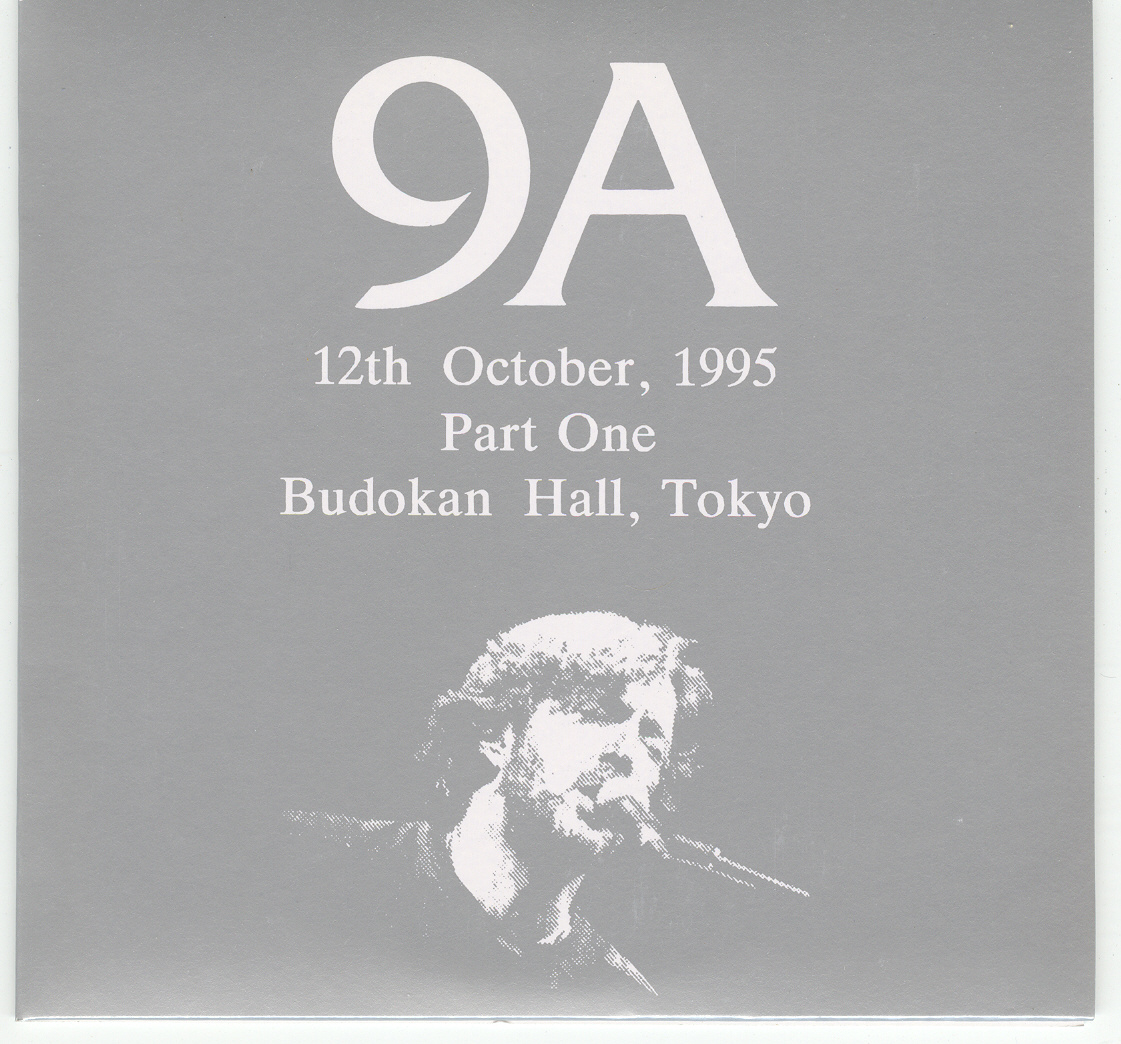 9A
12th October, 1995
Part One
Budokan Hall, Tokyo